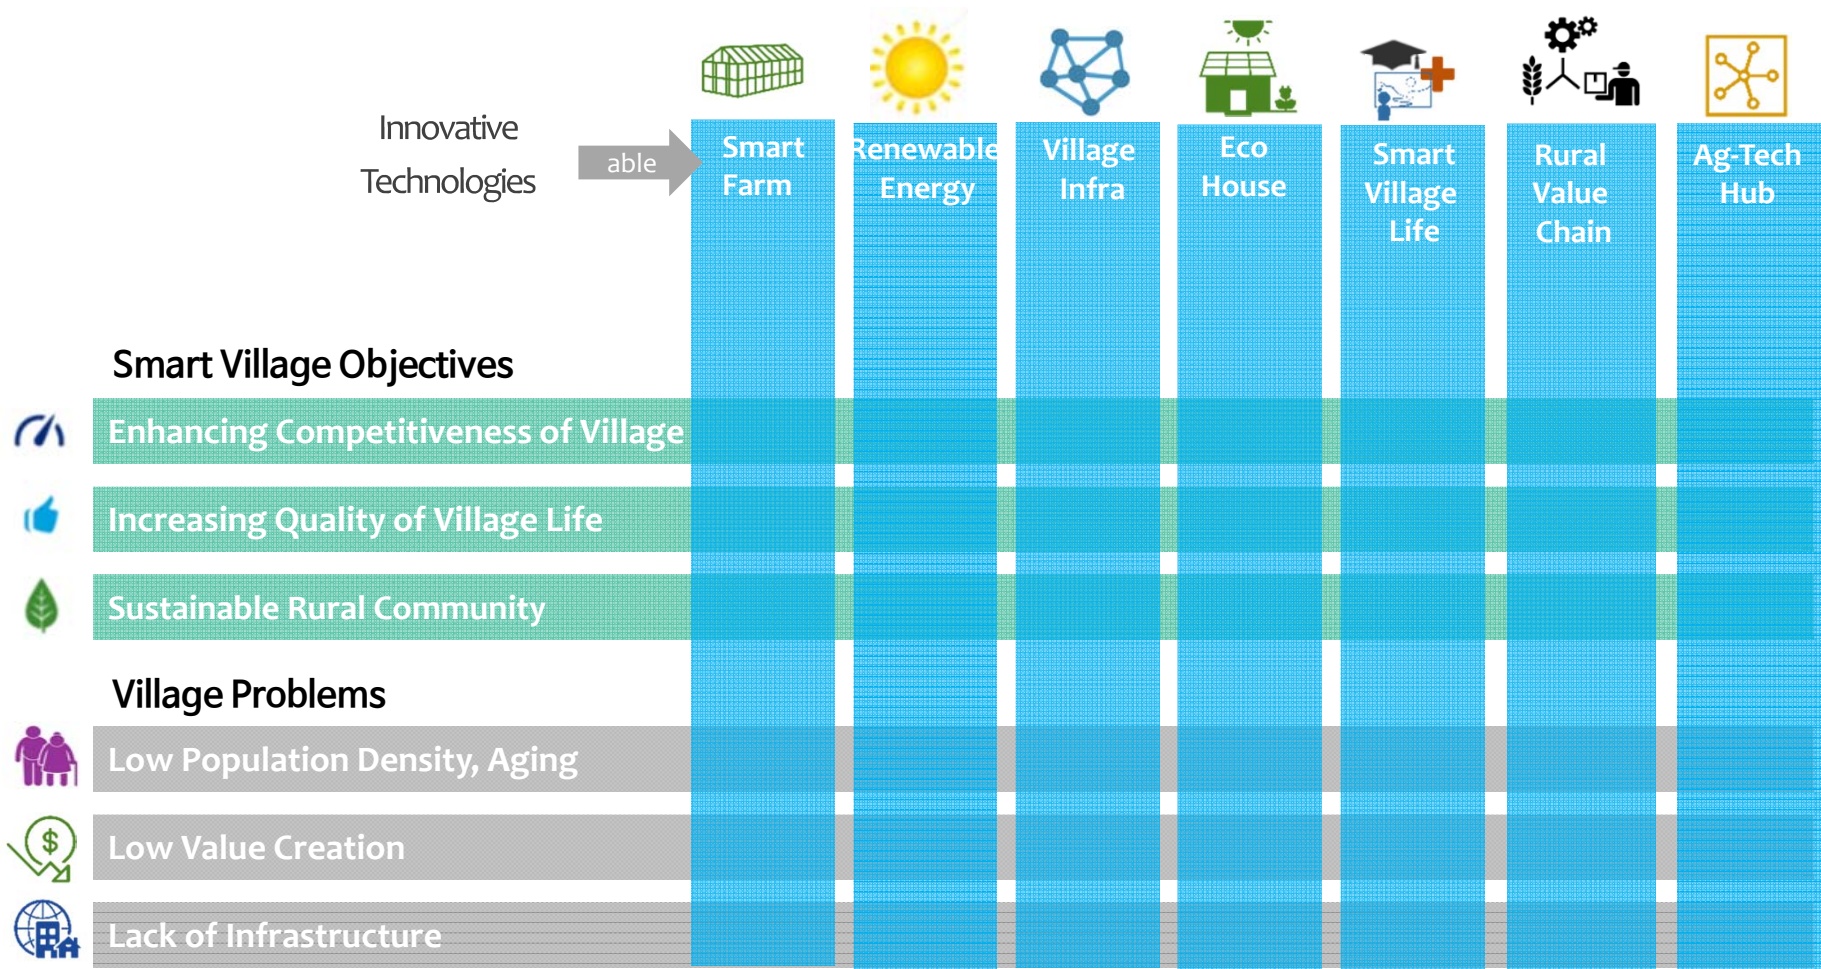 Innovative
Technologies
able
Smart
Farm
Renewable
Energy
Village
Infra
Eco
House
Smart
Village
Life
Rural
Value
Chain
Ag-Tech
Hub
Smart Village Objectives
Enhancing Competitiveness of Village
Increasing Quality of Village Life
Sustainable Rural Community
Village Problems
Low Population Density, Aging
$
Low Value Creation
Lack of Infrastructure